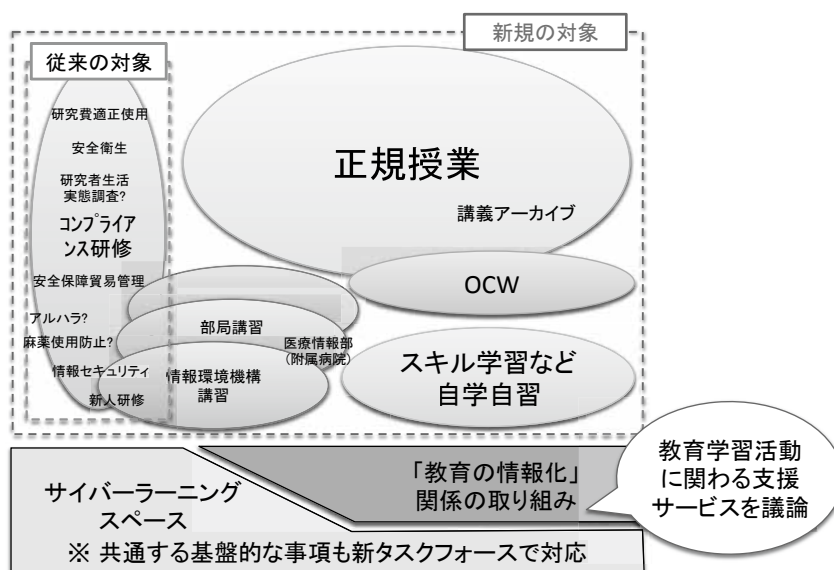 新規の対象
従来の対象
研究費適正使用
安全衛生
研究者生活
実態調査?
コンプライア
ンス研修
安全保障貿易管理
アルハラ?
麻薬使用防止?
情報セキュリティ
新人研修
正規授業
講義アーカイブ
OCW
部局講習
医療情報部
(附属病院)
情報環境機構
講習
スキル学習など
自学自習
サイバーラーニング
スペース
「教育の情報化」
関係の取り組み
教育学習活動
に関わる支援
サービスを議論
※ 共通する基盤的な事項も新タスクフォースで対応